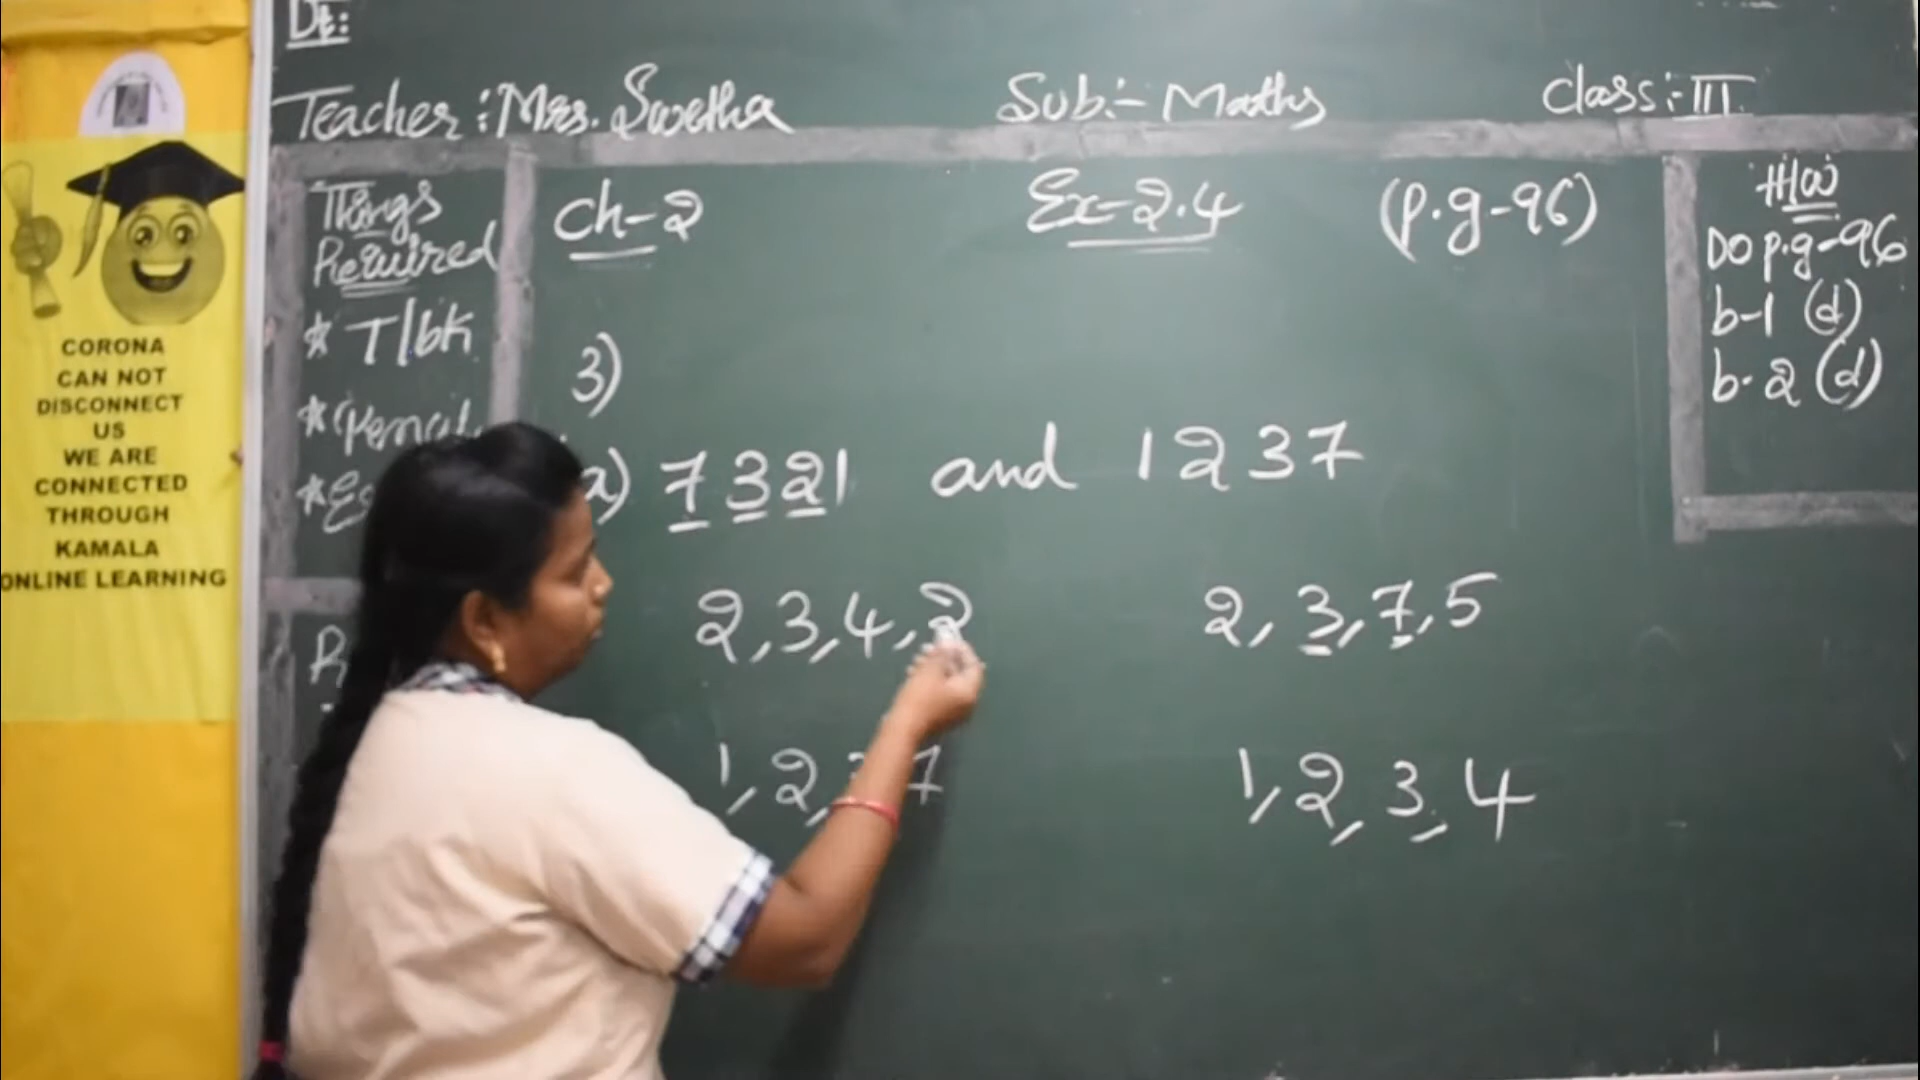 Dt:
Teacher: Mrs. Swetha Sub:- Maths Class:- III
Things
Required
* T/bk
Ch-2 Ex-2.4 (P.g-96)
3)
a) 7321 and 1237
2,3,4,2 2,3,7,5
1,2, 7 1,2,3,4
H/W
DO p.g-96
b-1 (d)
b-2 (d)
CORONA
CAN NOT
DISCONNECT
US
WE ARE
CONNECTED
THROUGH
KAMALA
ONLINE LEARNING